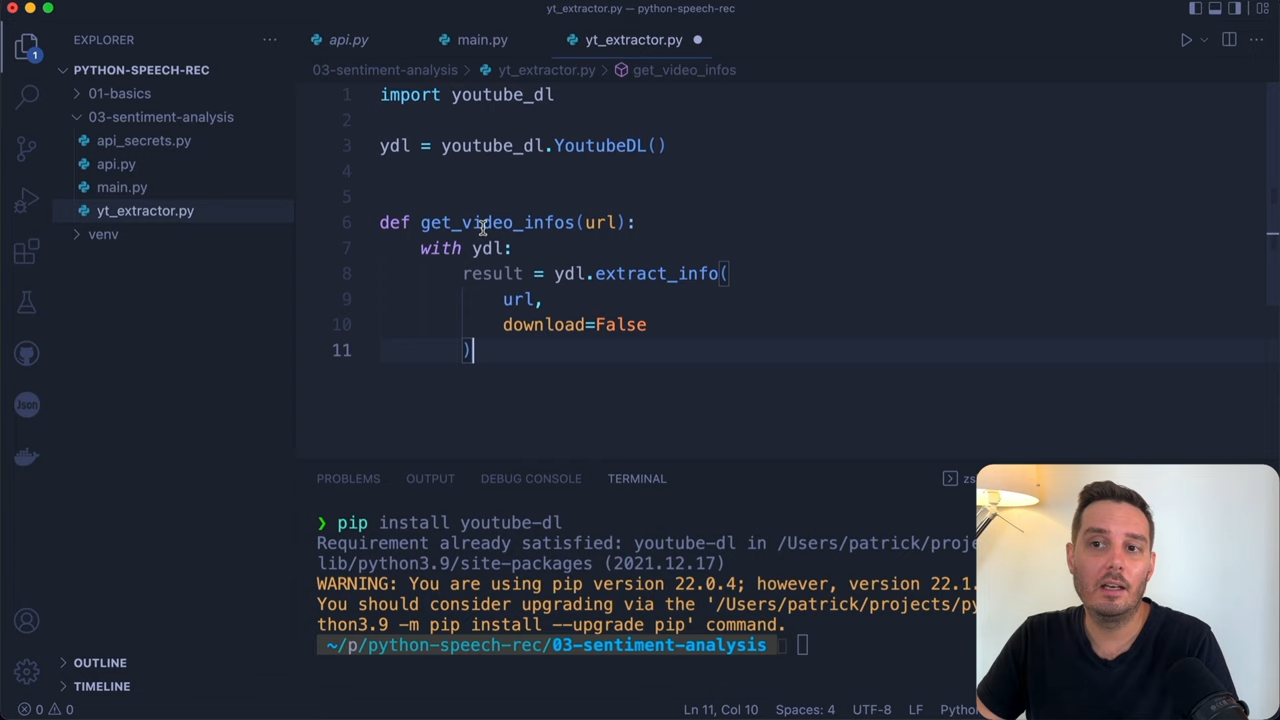 yt_extractor.py — python-speech-rec
EXPLORER
api.py
main.py
yt_extractor.py
1
PYTHON-SPEECH-REC
01-basics
03-sentiment-analysis
api_secrets.py
api.py
main.py
yt_extractor.py
venv
03-sentiment-analysis > yt_extractor.py > get_video_infos
1 import youtube_dl
2
3 ydl = youtube_dl.YoutubeDL()
4
5
6 def get_video_infos(url):
7 with ydl:
8 result = ydl.extract_info(
9 url,
10 download=False
11 )
Json
PROBLEMS OUTPUT DEBUG CONSOLE TERMINAL
❯ pip install youtube-dl
Requirement already satisfied: youtube-dl in /Users/patrick/proje
lib/python3.9/site-packages (2021.12.17)
WARNING: You are using pip version 22.0.4; however, version 22.1.
You should consider upgrading via the '/Users/patrick/projects/py
thon3.9 -m pip install --upgrade pip' command.
~/p/python-speech-rec/03-sentiment-analysis
OUTLINE
TIMELINE
0 0
Ln 11, Col 10 Spaces: 4 UTF-8 LF